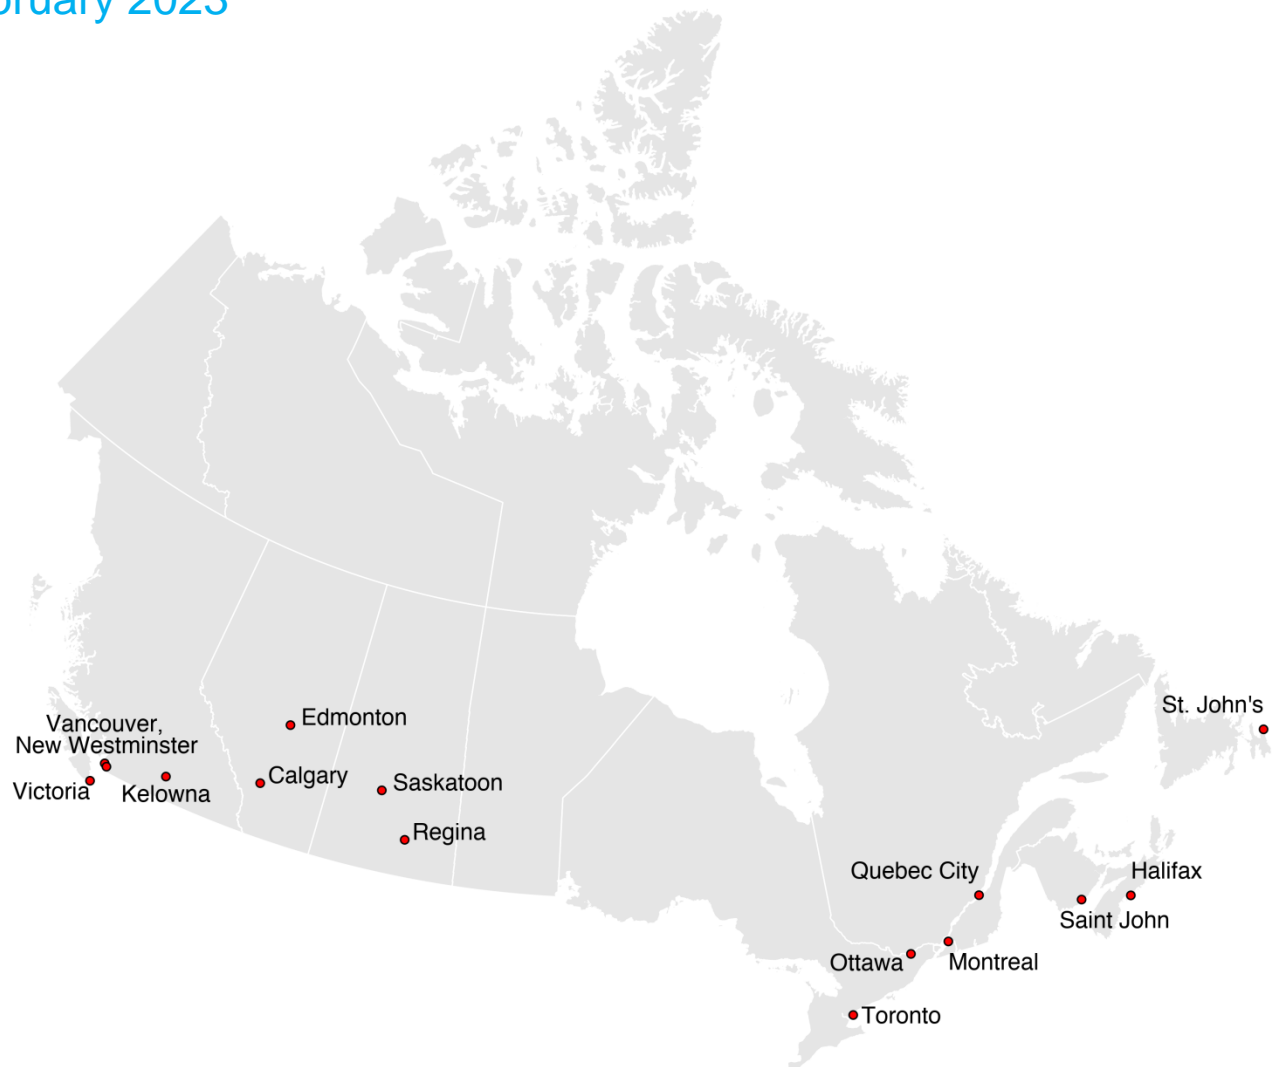 2023
St. John's
Edmonton
Vancouver,
New Westminster
Calgary
Saskatoon
Victoria
Kelowna
Regina
Quebec City
Halifax
Saint John
Ottawa
Montreal
Toronto